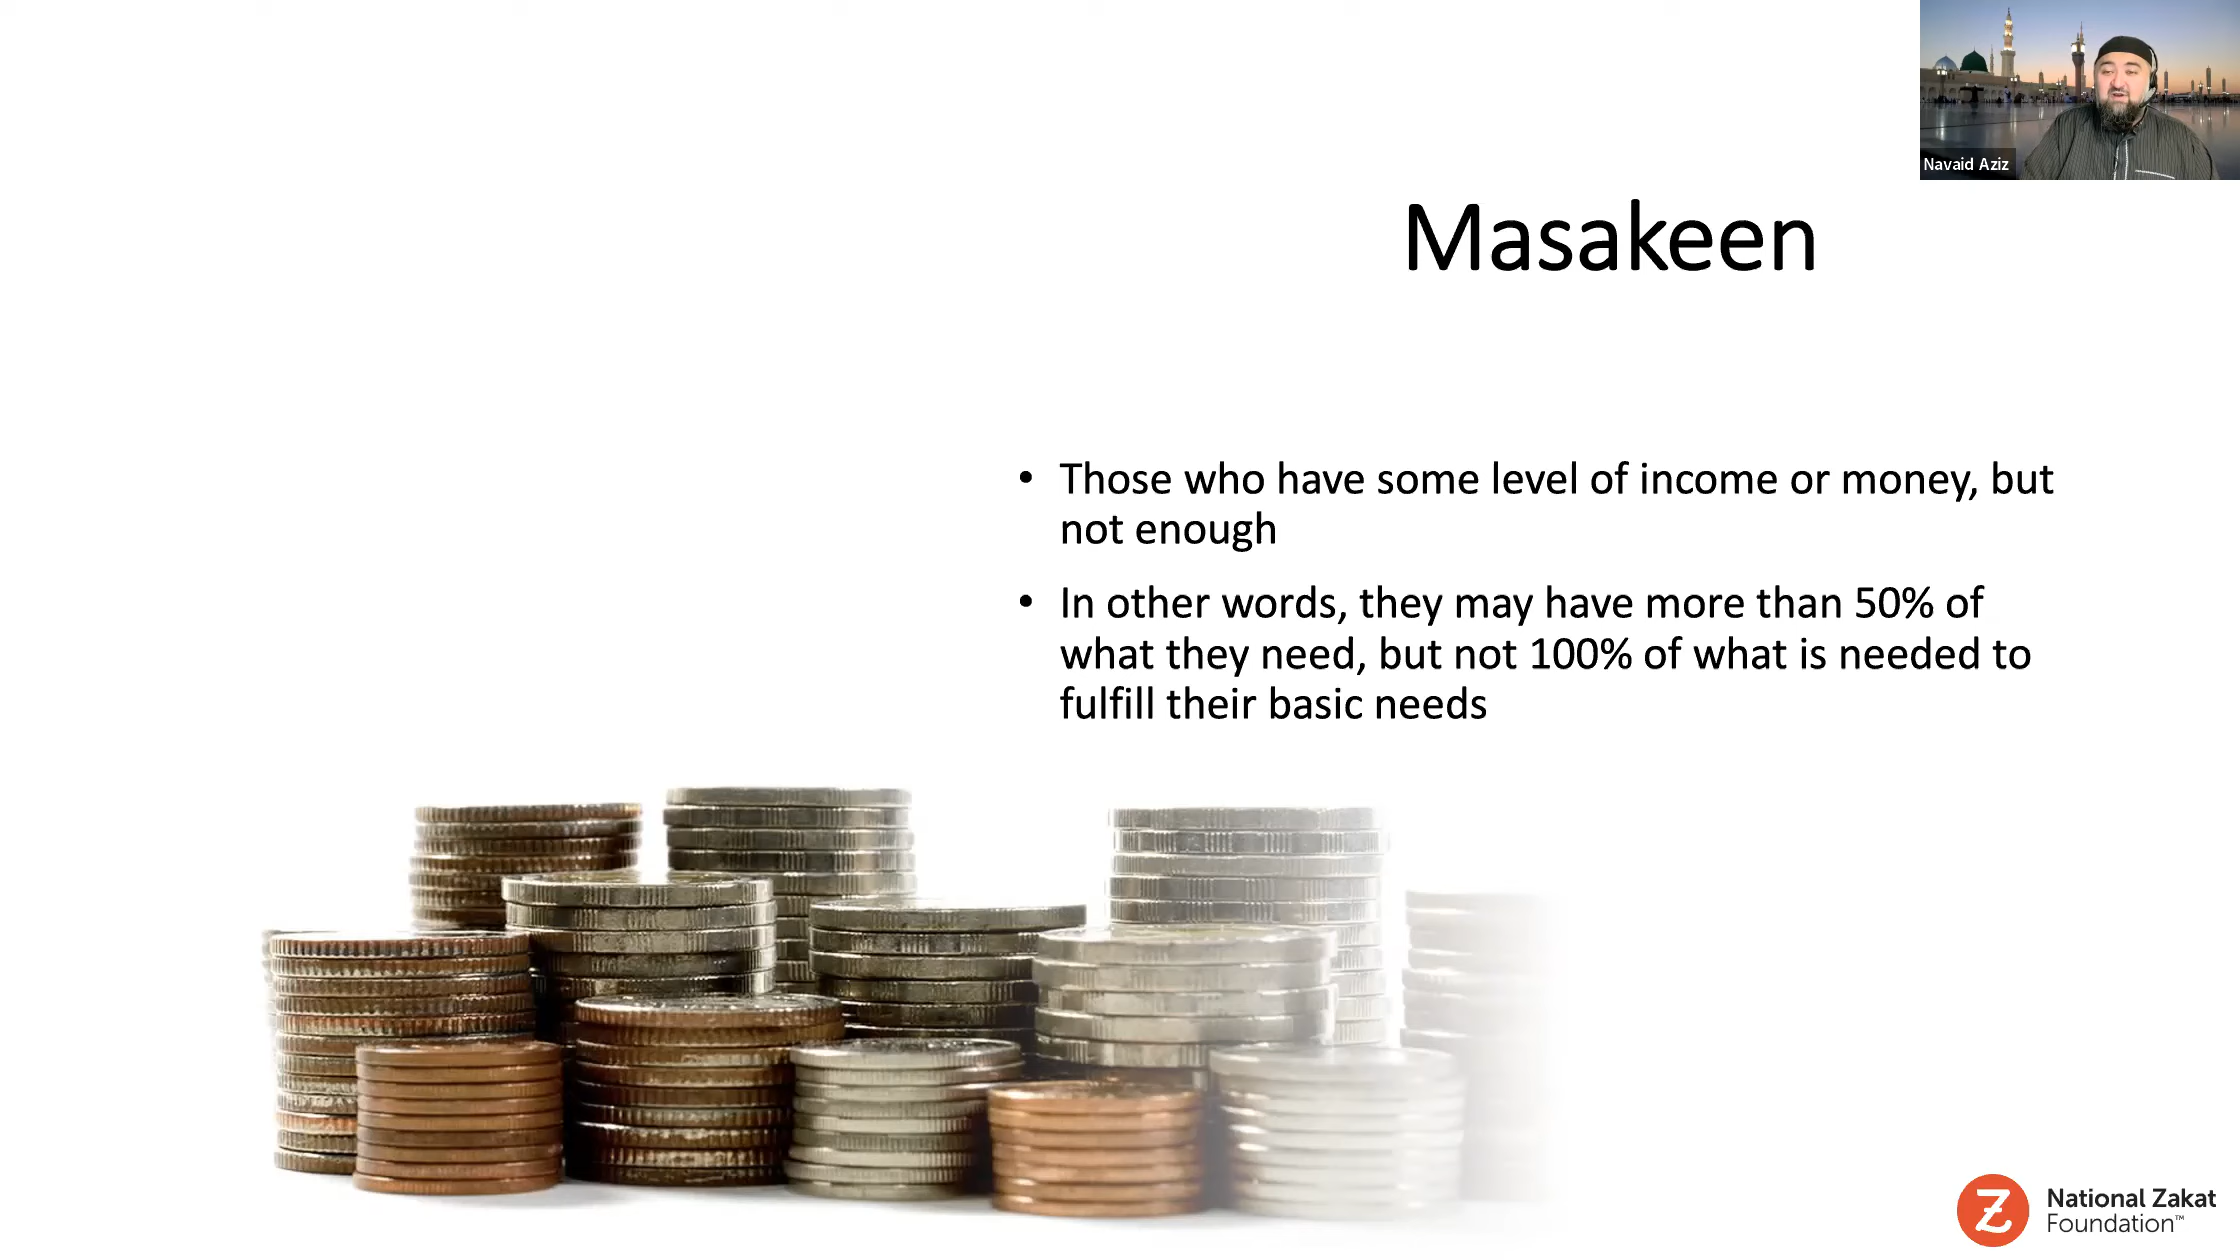 Navaid Aziz
Masakeen
• Those who have some level of income or money, but
not enough
• In other words, they may have more than 50% of
what they need, but not 100% of what is needed to
fulfill their basic needs
National Zakat
Foundation™